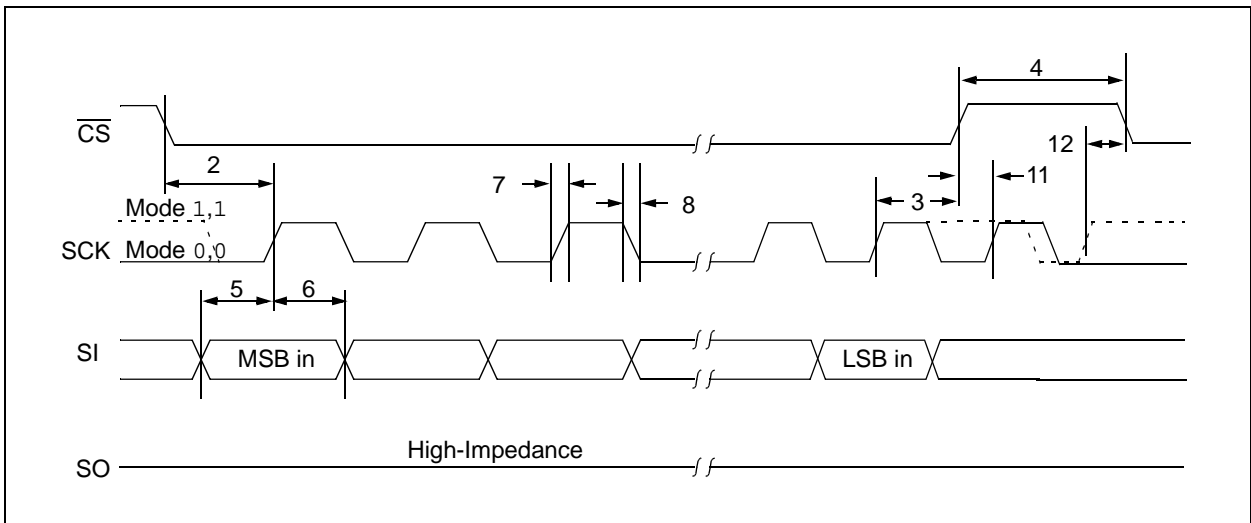 4
CS
12
2
11
7
8
3
Mode 1,1
SCK Mode 0,0
5
6
SI
MSB in
LSB in
High-Impedance
SO